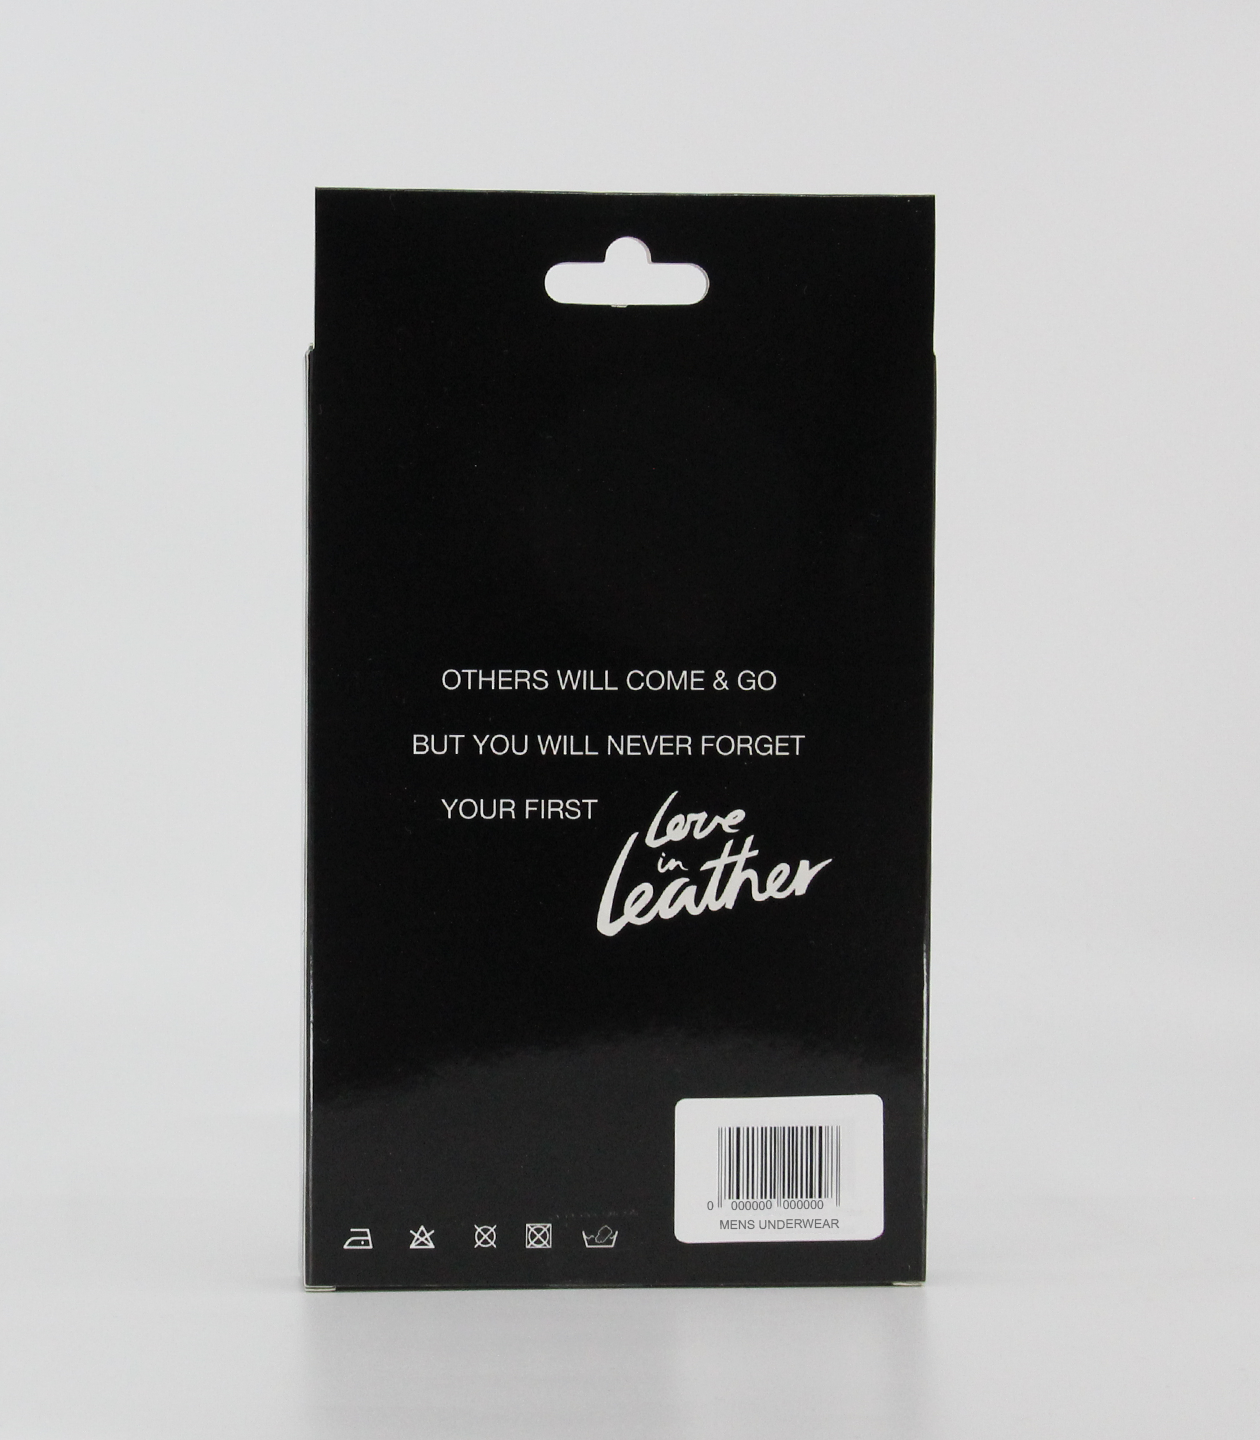 OTHERS WILL COME & GO
BUT YOU WILL NEVER FORGET
YOUR FIRST
Love
in
Leather
0 000000 000000
MENS UNDERWEAR